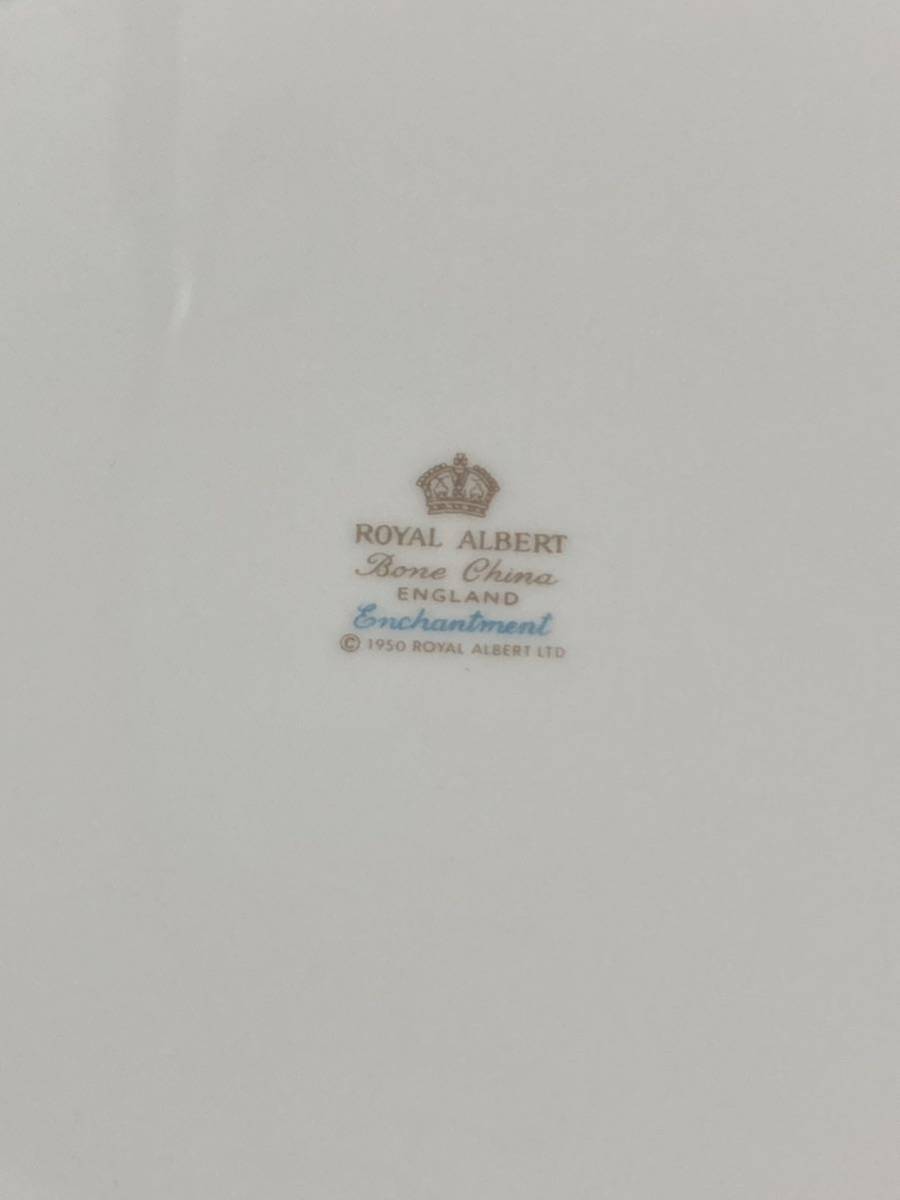 ROYAL ALBERT
Bone China
ENGLAND
Enchantment
© 1950 ROYAL ALBERT LTD